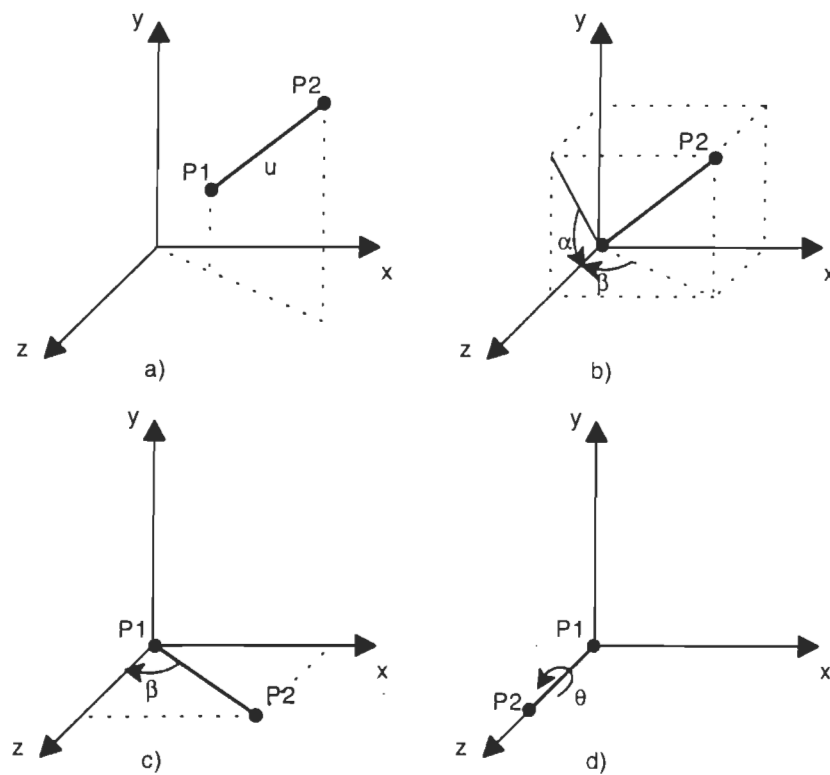 y
P2
P1
u
x
z
a)
y
P2
α
β
x
z
b)
y
P1
x
β
P2
z
c)
y
P1
x
P2
θ
z
d)